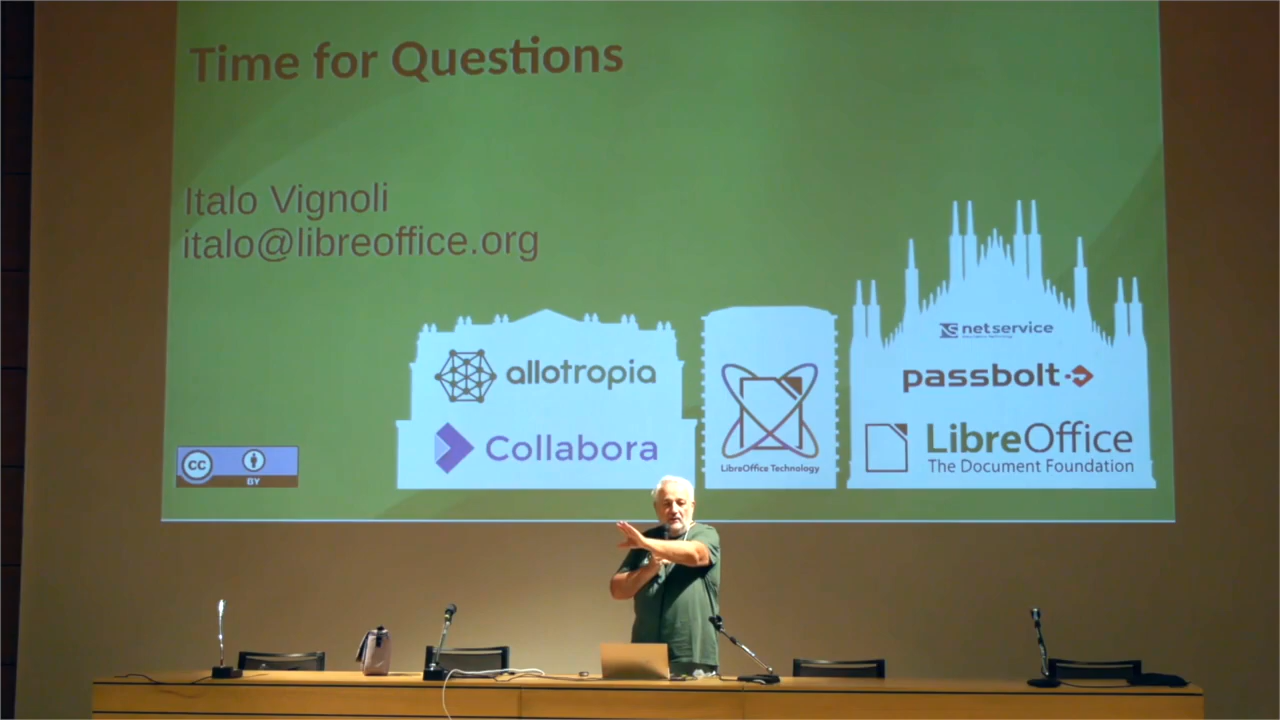 Time for Questions
Italo Vignoli
italo@libreoffice.org
netservice
allotropia
passbolt
Collabora
LibreOffice
The Document Foundation
LibreOffice Technology
cc
BY